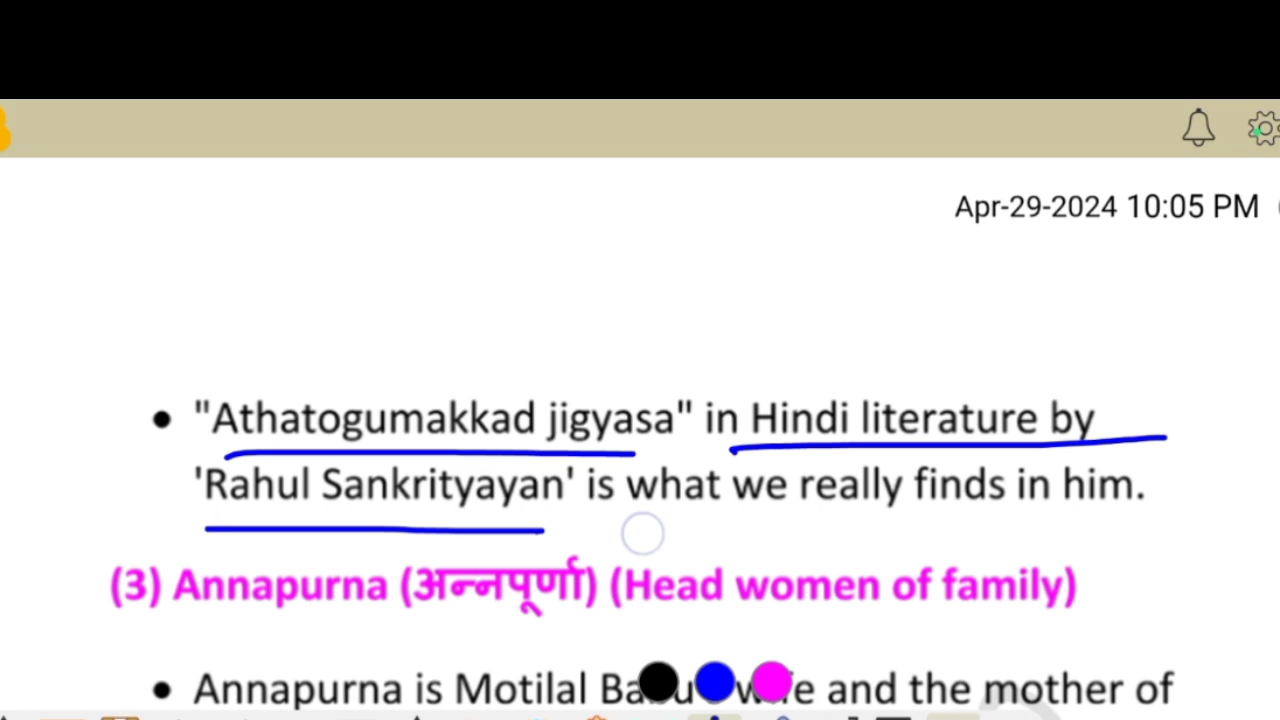 Apr-29-2024 10:05 PM
• "Athatogumakkad jigyasa" in Hindi literature by
'Rahul Sankrityayan' is what we really finds in him.
(3) Annapurna (अन्नपूर्णा) (Head women of family)
• Annapurna is Motilal and the mother of